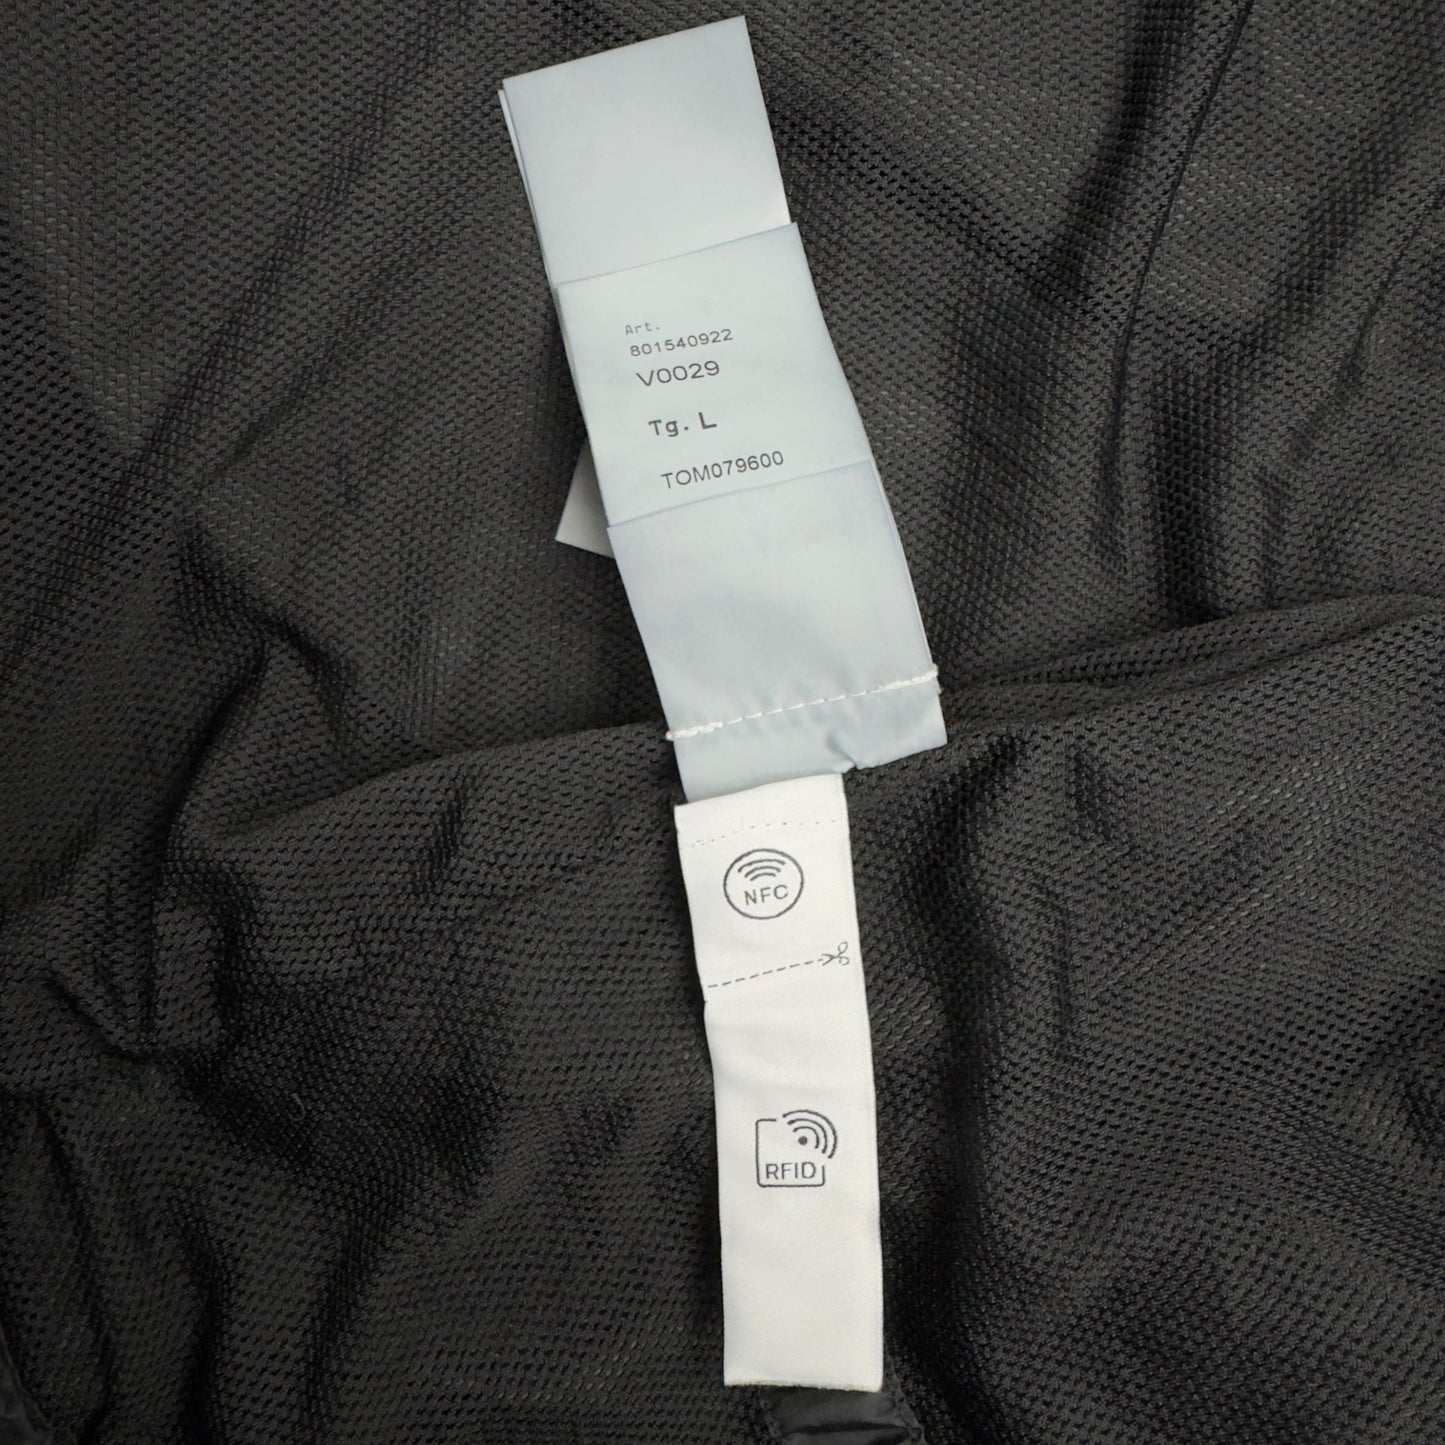 Art.
801540922
V0029
Tg. L
TOM079600
NFC
RFID